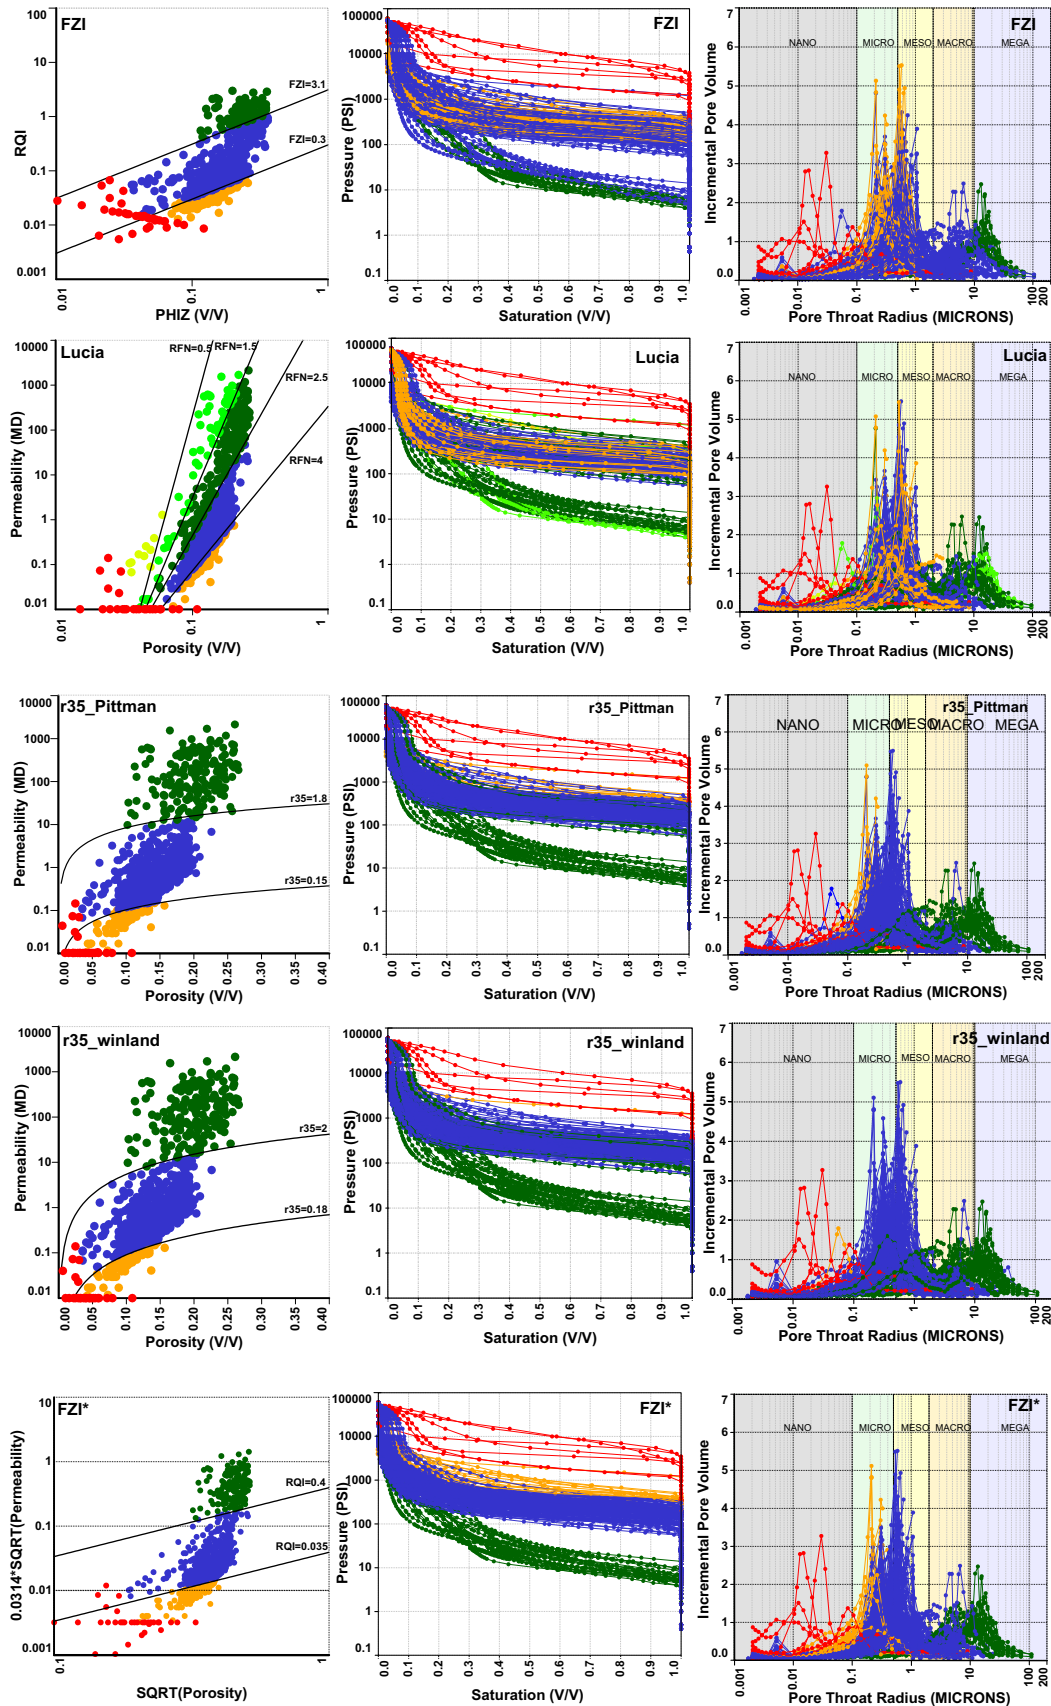 FZI
RQI
100
10
1
0.1
0.01
0.001
FZI=3.1
FZI=0.3
0.01
0.1
1
PHIZ (V/V)
FZI
Pressure (PSI)
100000
10000
1000
100
10
1
0.1
0.0
0.1
0.2
0.3
0.4
0.5
0.6
0.7
0.8
0.9
1.0
Saturation (V/V)
FZI
Incremental Pore Volume
7
6
5
4
3
2
1
0.0
NANO
MICRO
MESO
MACRO
MEGA
0.001
0.01
0.1
1
10
100
200
Pore Throat Radius (MICRONS)
Lucia
Permeability (MD)
10000
1000
100
10
1
0.1
0.01
RFN=0.5
RFN=1.5
RFN=2.5
RFN=4
0.01
0.1
1
Porosity (V/V)
Lucia
Pressure (PSI)
100000
10000
1000
100
10
1
0.1
0.0
0.1
0.2
0.3
0.4
0.5
0.6
0.7
0.8
0.9
1.0
Saturation (V/V)
Lucia
Incremental Pore Volume
7
6
5
4
3
2
1
0.0
NANO
MICRO
MESO
MACRO
MEGA
0.001
0.01
0.1
1
10
100
200
Pore Throat Radius (MICRONS)
r35_Pittman
Permeability (MD)
10000
1000
100
10
1
0.1
0.01
r35=1.8
r35=0.15
0.00
0.05
0.10
0.15
0.20
0.25
0.30
0.35
0.40
Porosity (V/V)
r35_Pittman
Pressure (PSI)
100000
10000
1000
100
10
1
0.1
0.0
0.1
0.2
0.3
0.4
0.5
0.6
0.7
0.8
0.9
1.0
Saturation (V/V)
r35_Pittman
Incremental Pore Volume
7
6
5
4
3
2
1
0.0
NANO
MICRO
MESO
MACRO
MEGA
0.001
0.01
0.1
1
10
100
200
Pore Throat Radius (MICRONS)
r35_winland
Permeability (MD)
10000
1000
100
10
1
0.1
0.01
r35=2
r35=0.18
0.00
0.05
0.10
0.15
0.20
0.25
0.30
0.35
0.40
Porosity (V/V)
r35_winland
Pressure (PSI)
100000
10000
1000
100
10
1
0.1
0.0
0.1
0.2
0.3
0.4
0.5
0.6
0.7
0.8
0.9
1.0
Saturation (V/V)
r35_winland
Incremental Pore Volume
7
6
5
4
3
2
1
0.0
NANO
MICRO
MESO
MACRO
MEGA
0.001
0.01
0.1
1
10
100
200
Pore Throat Radius (MICRONS)
FZI*
0.0314*SQRT(Permeability)
10
1
0.1
0.01
0.001
RQI=0.4
RQI=0.035
0.1
1
SQRT(Porosity)
FZI*
Pressure (PSI)
100000
10000
1000
100
10
1
0.1
0.0
0.1
0.2
0.3
0.4
0.5
0.6
0.7
0.8
0.9
1.0
Saturation (V/V)
FZI*
Incremental Pore Volume
7
6
5
4
3
2
1
0.0
NANO
MICRO
MESO
MACRO
MEGA
0.001
0.01
0.1
1
10
100
200
Pore Throat Radius (MICRONS)